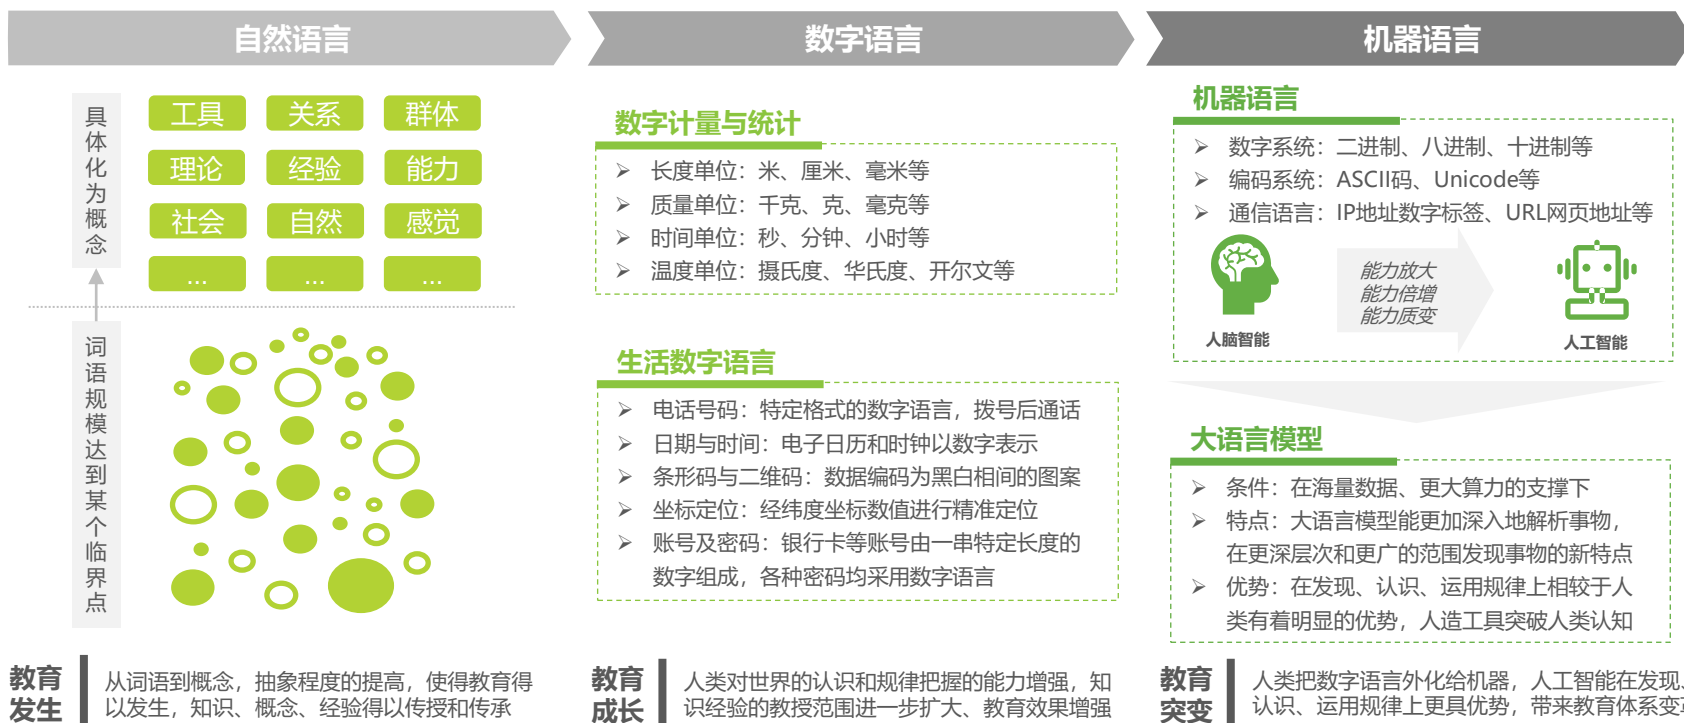 自然语言
具体化为概念
工具
关系
群体
理论
经验
能力
社会
自然
感觉
...
...
...
词语规模达到某个临界点
教育
发生
从词语到概念，抽象程度的提高，使得教育得
以发生，知识、概念、经验得以传授和传承
数字语言
数字计量与统计
➢ 长度单位：米、厘米、毫米等
➢ 质量单位：千克、克、毫克等
➢ 时间单位：秒、分钟、小时等
➢ 温度单位：摄氏度、华氏度、开尔文等
生活数字语言
➢ 电话号码：特定格式的数字语言，拨号后通话
➢ 日期与时间：电子日历和时钟以数字表示
➢ 条形码与二维码：数据编码为黑白相间的图案
➢ 坐标定位：经纬度坐标数值进行精准定位
➢ 账号及密码：银行卡等账号由一串特定长度的
数字组成，各种密码均采用数字语言
教育
成长
人类对世界的认识和规律把握的能力增强，知
识经验的教授范围进一步扩大、教育效果增强
机器语言
机器语言
➢ 数字系统：二进制、八进制、十进制等
➢ 编码系统：ASCII码、Unicode等
➢ 通信语言：IP地址数字标签、URL网页地址等
能力放大
能力倍增
能力质变
人脑智能
人工智能
大语言模型
➢ 条件：在海量数据、更大算力的支撑下
➢ 特点：大语言模型能更加深入地解析事物，
在更深层次和更广的范围发现事物的新特点
➢ 优势：在发现、认识、运用规律上相较于人
类有着明显的优势，人造工具突破人类认知
教育
突变
人类把数字语言外化给机器，人工智能在发现、
认识、运用规律上更具优势，带来教育体系变革